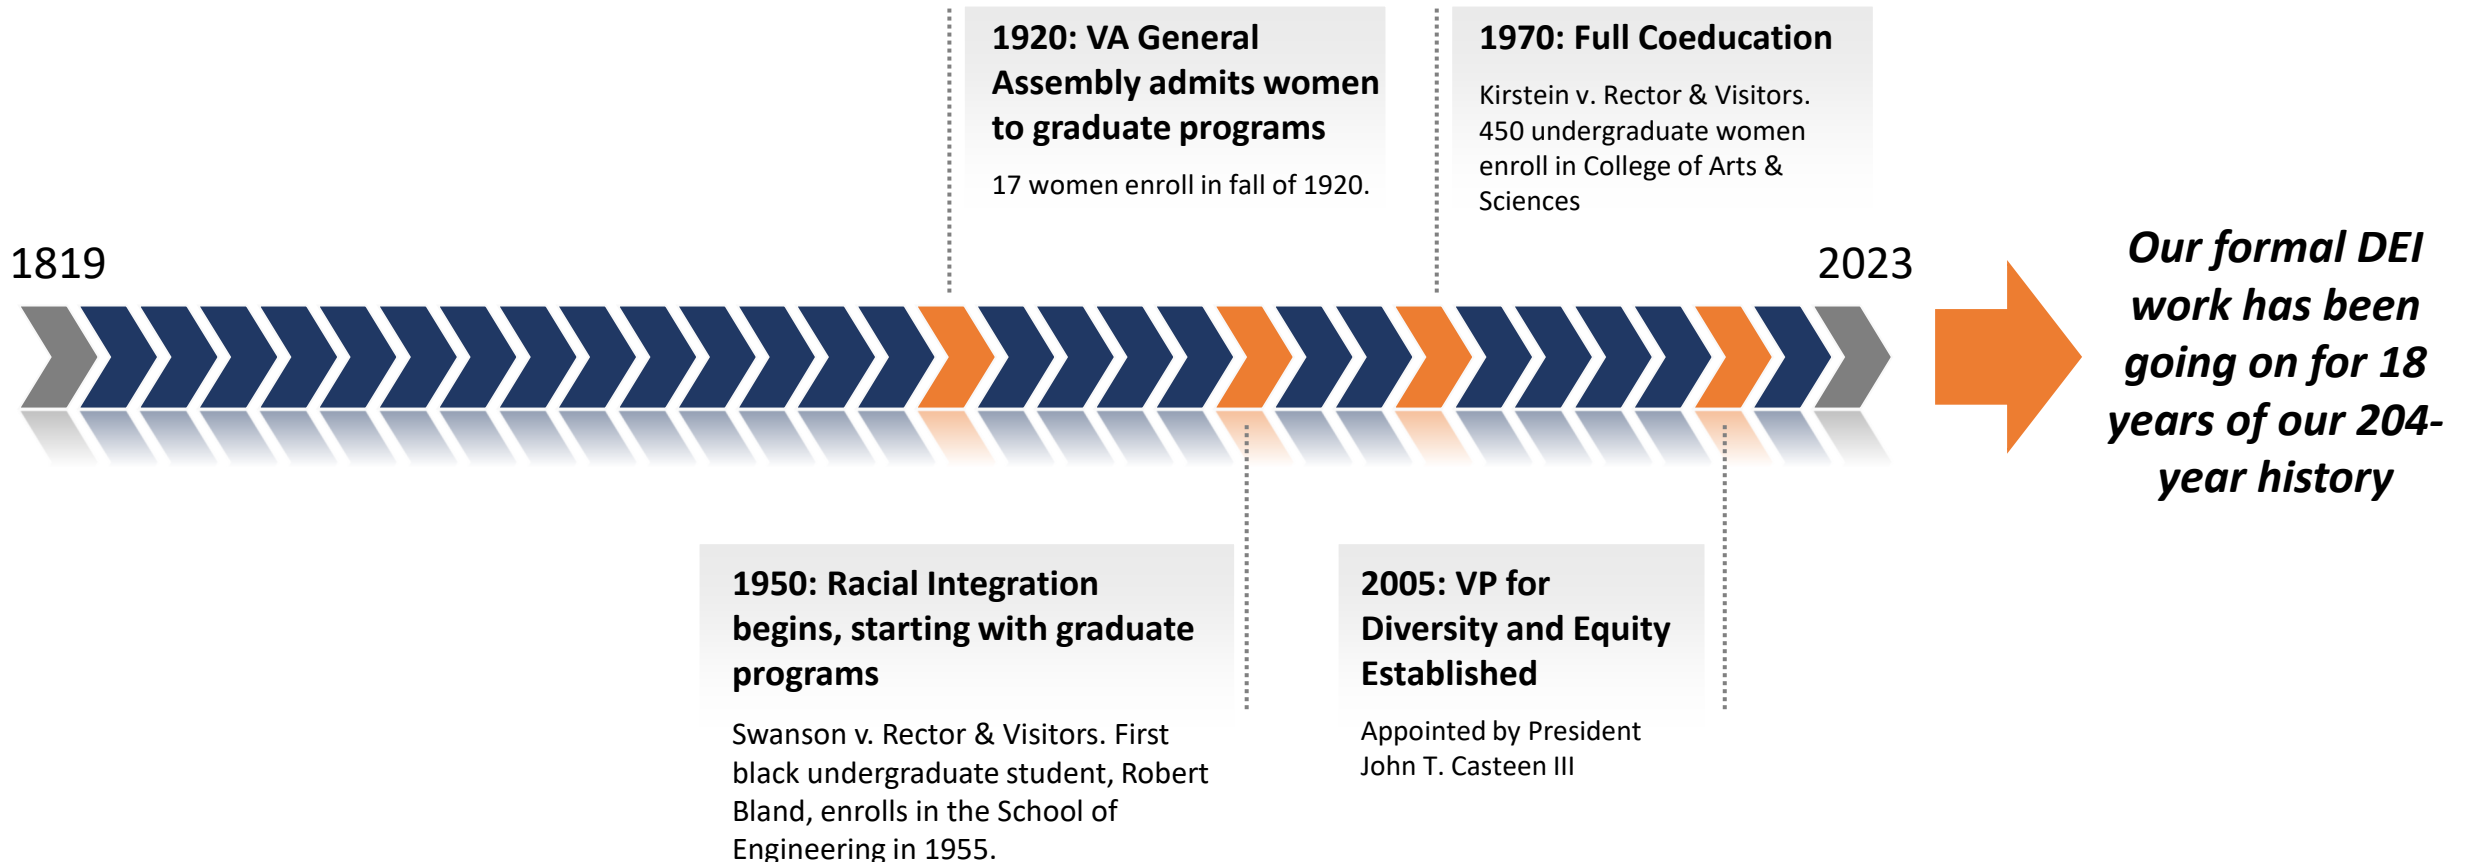 1920: VA General
Assembly admits women
to graduate programs
17 women enroll in fall of 1920.
1970: Full Coeducation
Kirstein v. Rector & Visitors.
450 undergraduate women
enroll in College of Arts &
Sciences
1819
2023
Our formal DEI
work has been
going on for 18
years of our 204-
year history
1950: Racial Integration
begins, starting with graduate
programs
Swanson v. Rector & Visitors. First
black undergraduate student, Robert
Bland, enrolls in the School of
Engineering in 1955.
2005: VP for
Diversity and Equity
Established
Appointed by President
John T. Casteen III